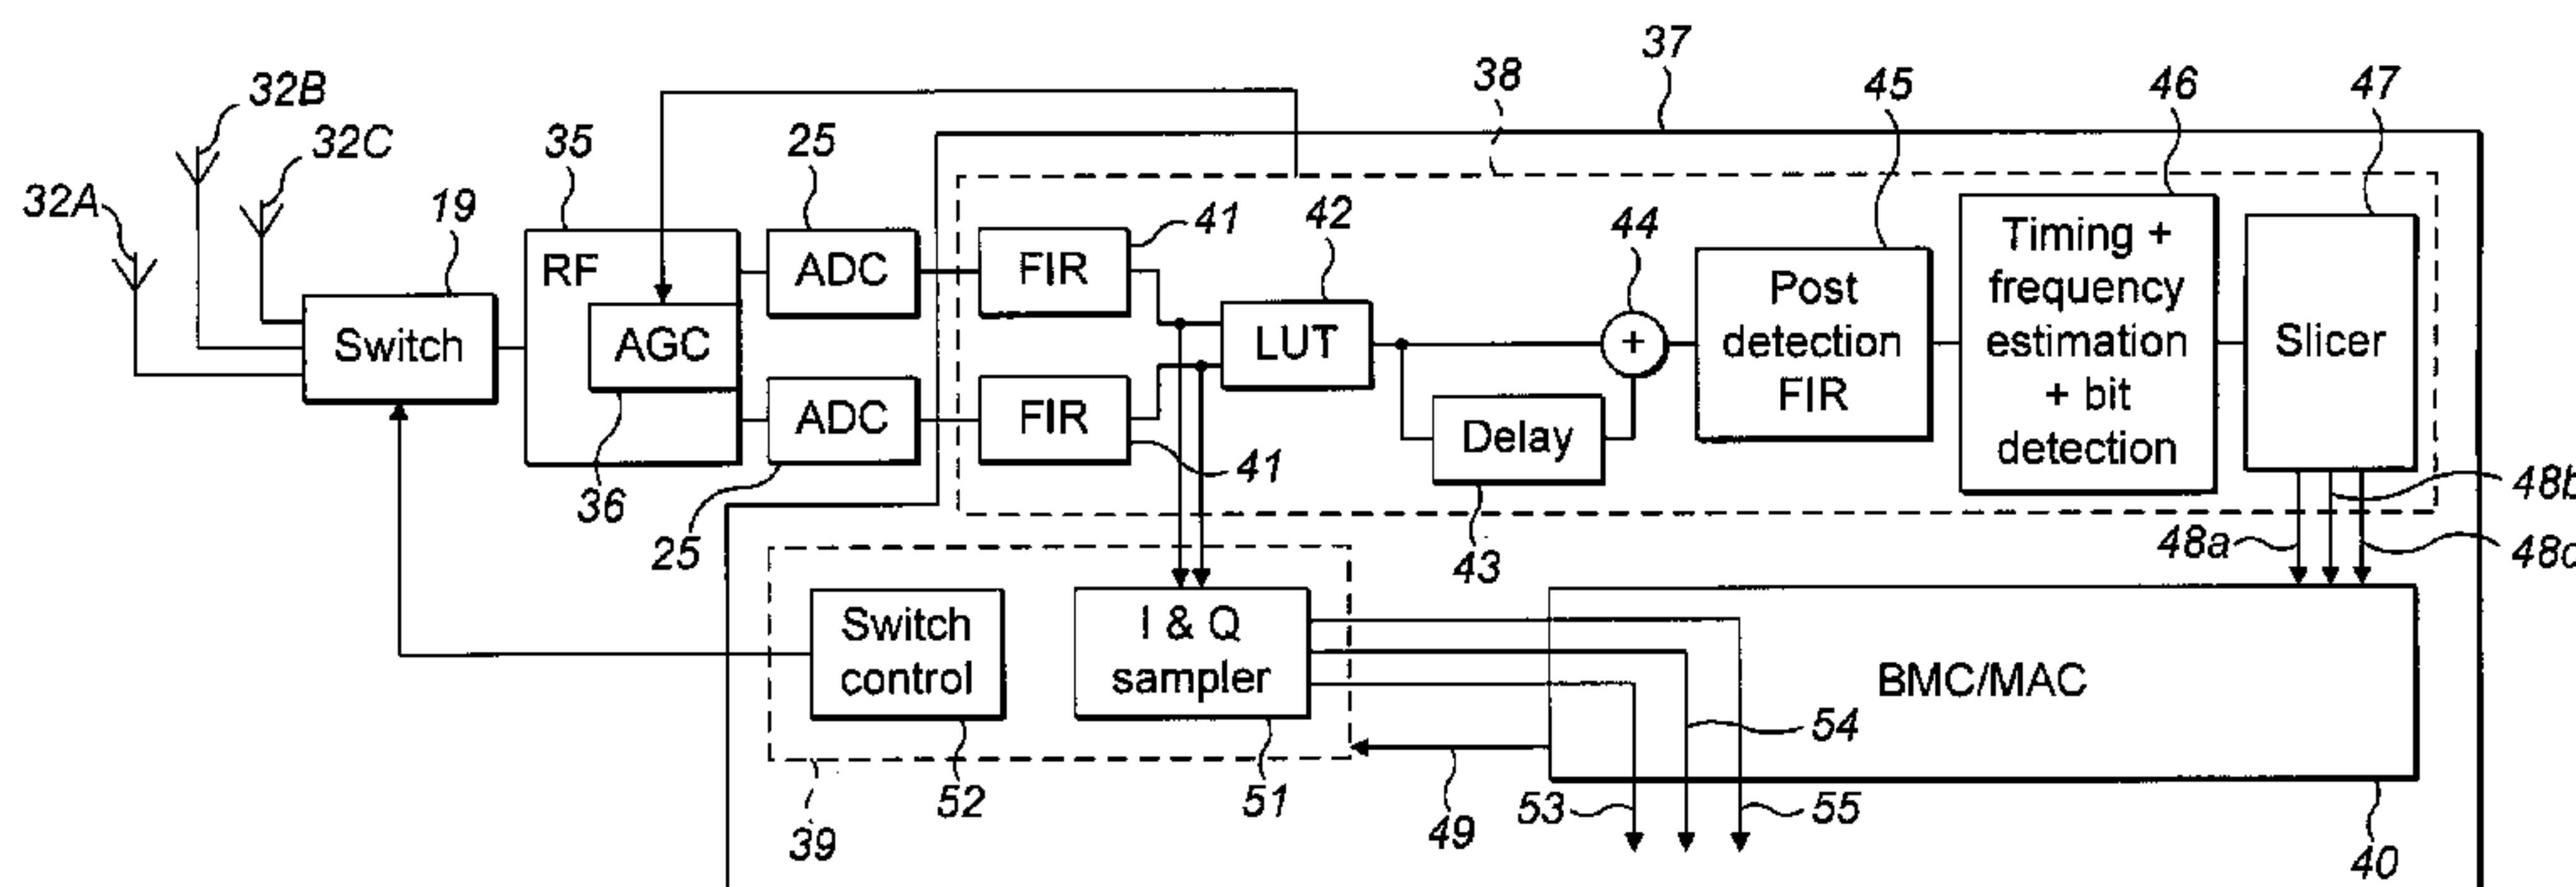 37
38
45
46
47
32B
32C
35
25
32A
19
41
42
44
RF
ADC
FIR
Timing +
frequency
estimation
+ bit
detection
Post
detection
FIR
Switch
AGC
LUT
+
Slicer
ADC
FIR
Delay
36
41
48b
25
43
48a
Switch
control
I & Q
sampler
BMC/MAC
54
52
51
53
55
39
49
40